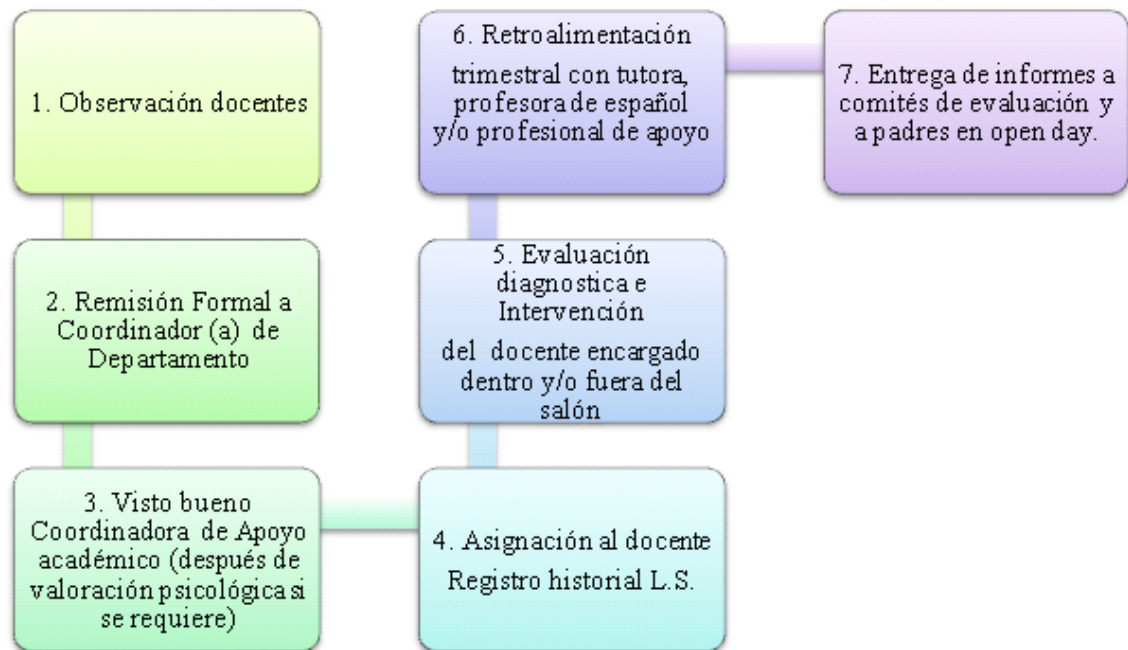 1. Observación docentes
2. Remisión Formal a
Coordinador (a) de
Departamento
3. Visto bueno
Coordinadora de Apoyo
académico (después de
valoración psicológica si
se requiere)
4. Asignación al docente
Registro historial L.S.
5. Evaluación
diagnostica e
Intervención
del docente encargado
dentro y/o fuera del
salón
6. Retroalimentación
trimestral con tutora,
profesora de español
y/o profesional de apoyo
7. Entrega de informes a
comités de evaluación y
a padres en open day.